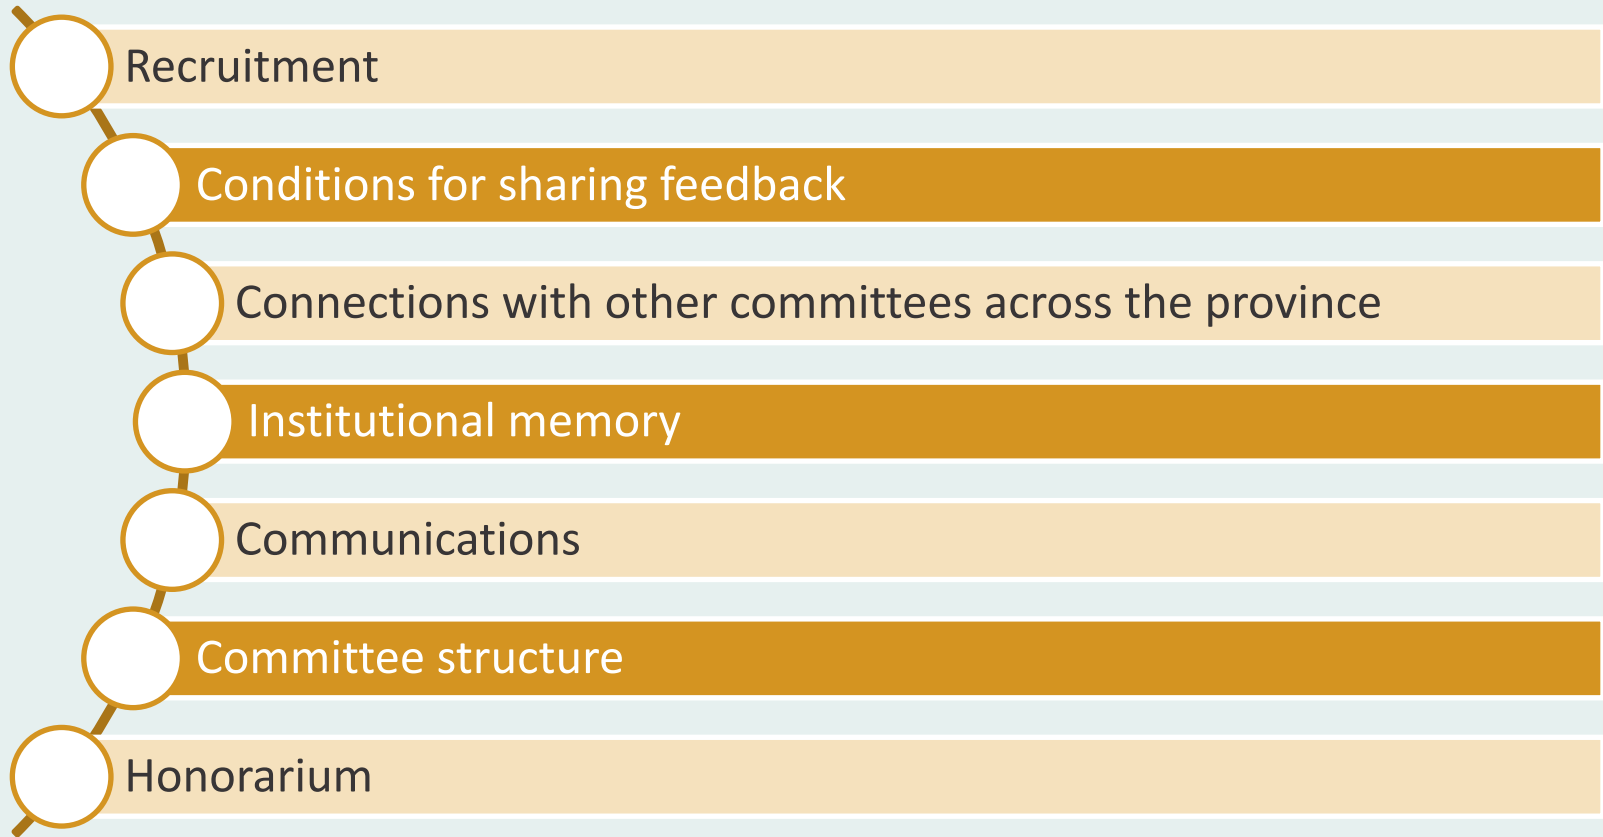 Recruitment
Conditions for sharing feedback
Connections with other committees across the province
Institutional memory
Communications
Committee structure
Honorarium